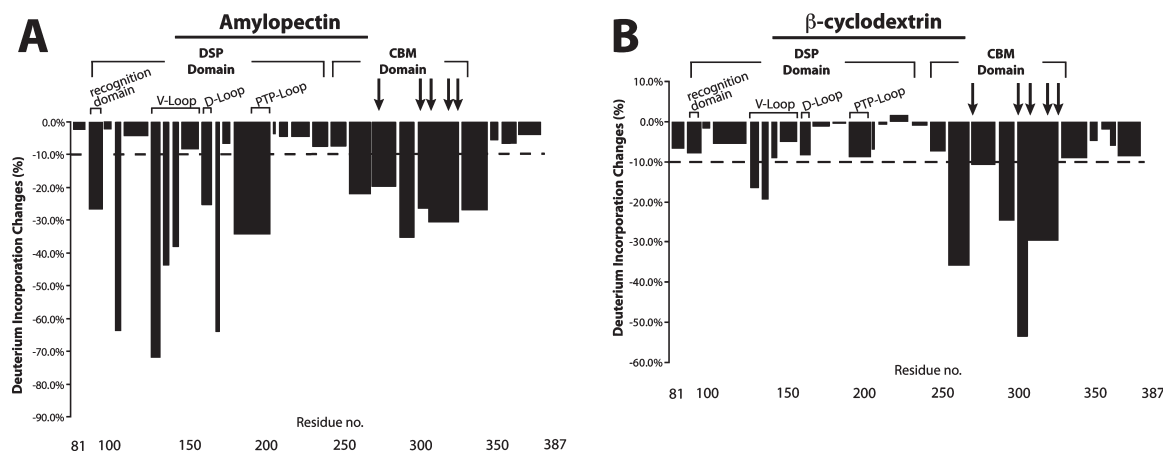 A
Amylopectin
DSP
Domain
CBM
Domain
recognition
domain
V-Loop
D-Loop
PTP-Loop
Deuterium Incorporation Changes (%)
0.0%
-10.0%
-20.0%
-30.0%
-40.0%
-50.0%
-60.0%
-70.0%
-80.0%
-90.0%
Residue no.
81 100 150 200 250 300 350 387
B
β-cyclodextrin
DSP
Domain
CBM
Domain
recognition
domain
V-Loop
D-Loop
PTP-Loop
Deuterium Incorporation Changes (%)
10.0%
0.0%
-10.0%
-20.0%
-30.0%
-40.0%
-50.0%
-60.0%
Residue no.
81 100 150 200 250 300 350 387